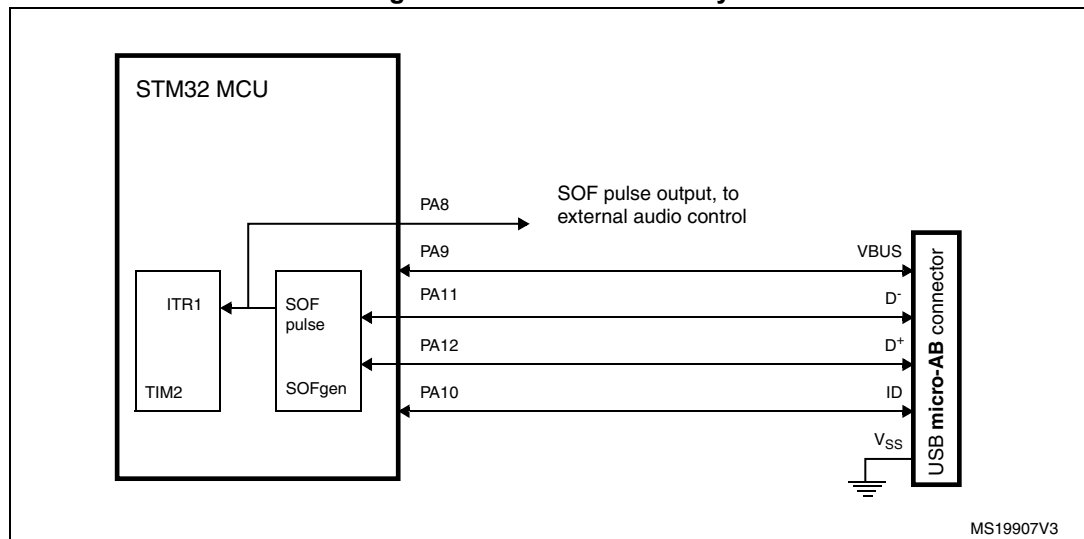 STM32 MCU
SOF pulse output, to
external audio control
PA8
PA9
VBUS
ITR1
SOF
pulse
PA11
D-
PA12
D+
TIM2
SOFgen
PA10
ID
VSS
USB micro-AB connector
MS19907V3